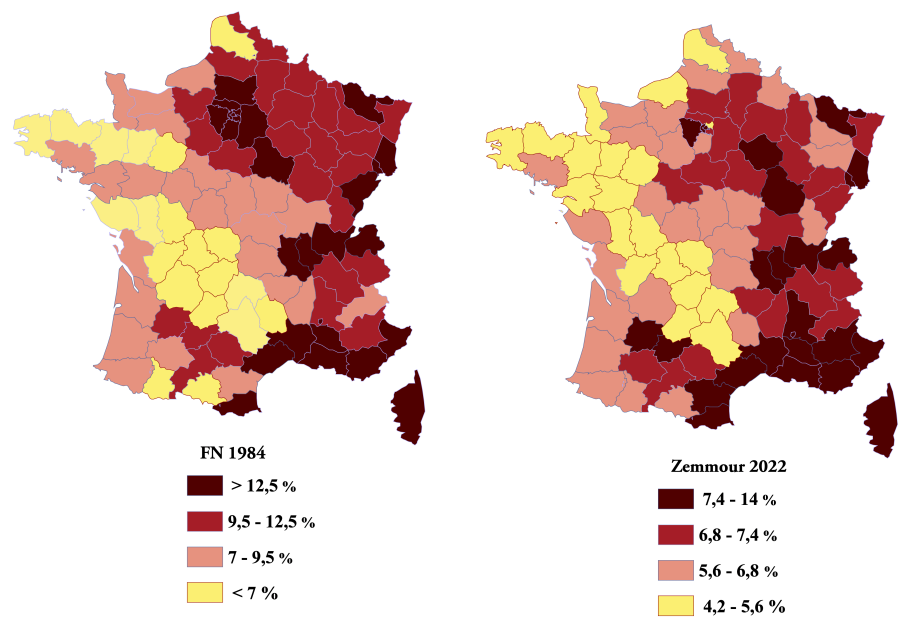 FN 1984
> 12,5 %
9,5 - 12,5 %
7 - 9,5 %
< 7 %
Zemmour 2022
7,4 - 14 %
6,8 - 7,4 %
5,6 - 6,8 %
4,2 - 5,6 %